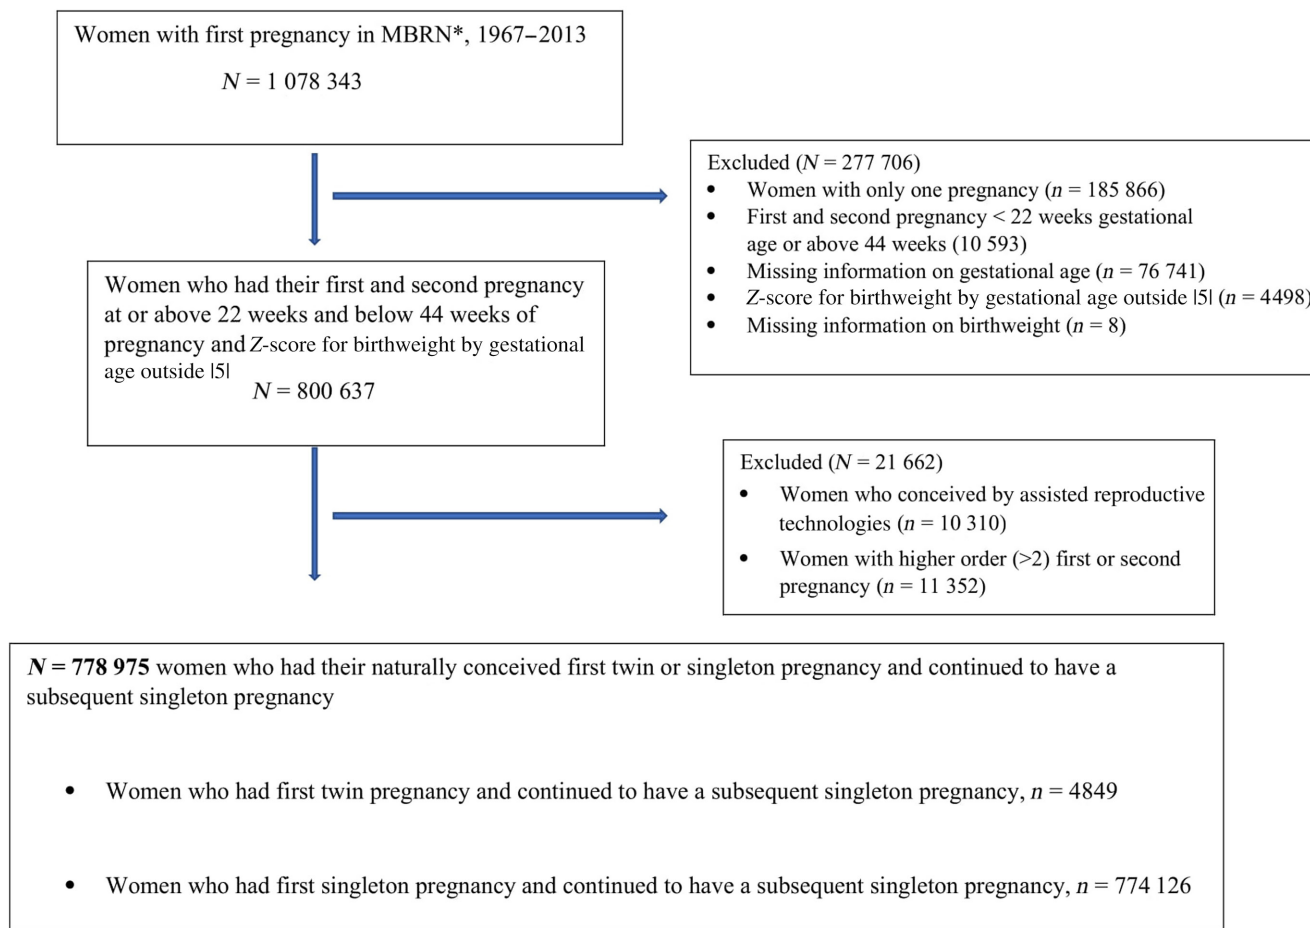 Women with first pregnancy in MBRN*, 1967–2013
N = 1 078 343
Excluded (N = 277 706)
• Women with only one pregnancy (n = 185 866)
• First and second pregnancy < 22 weeks gestational
age or above 44 weeks (10 593)
• Missing information on gestational age (n = 76 741)
• Z-score for birthweight by gestational age outside |5| (n = 4498)
• Missing information on birthweight (n = 8)
Women who had their first and second pregnancy
at or above 22 weeks and below 44 weeks of
pregnancy and Z-score for birthweight by gestational
age outside |5|
N = 800 637
Excluded (N = 21 662)
• Women who conceived by assisted reproductive
technologies (n = 10 310)
• Women with higher order (>2) first or second
pregnancy (n = 11 352)
N = 778 975 women who had their naturally conceived first twin or singleton pregnancy and continued to have a
subsequent singleton pregnancy
• Women who had first twin pregnancy and continued to have a subsequent singleton pregnancy, n = 4849
• Women who had first singleton pregnancy and continued to have a subsequent singleton pregnancy, n = 774 126